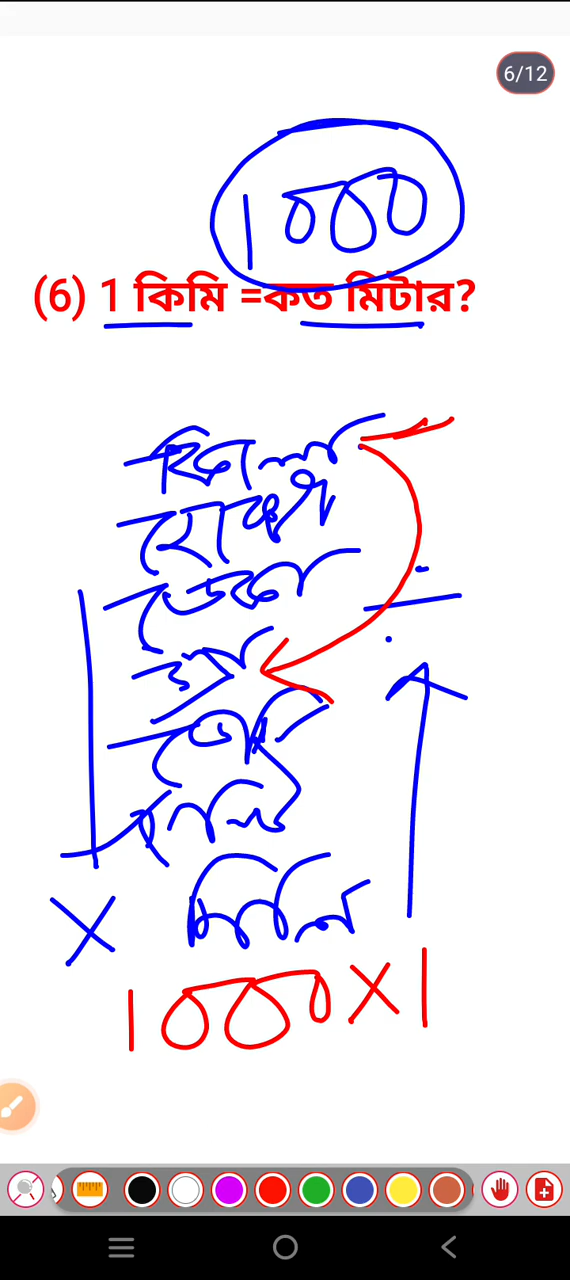 6/12
1000
(6) 1 কিমি =কত মিটার?
কিলো
হেক্টো
ডেকা
ডেসি
সেন্টি
মিলি
1000 × 1